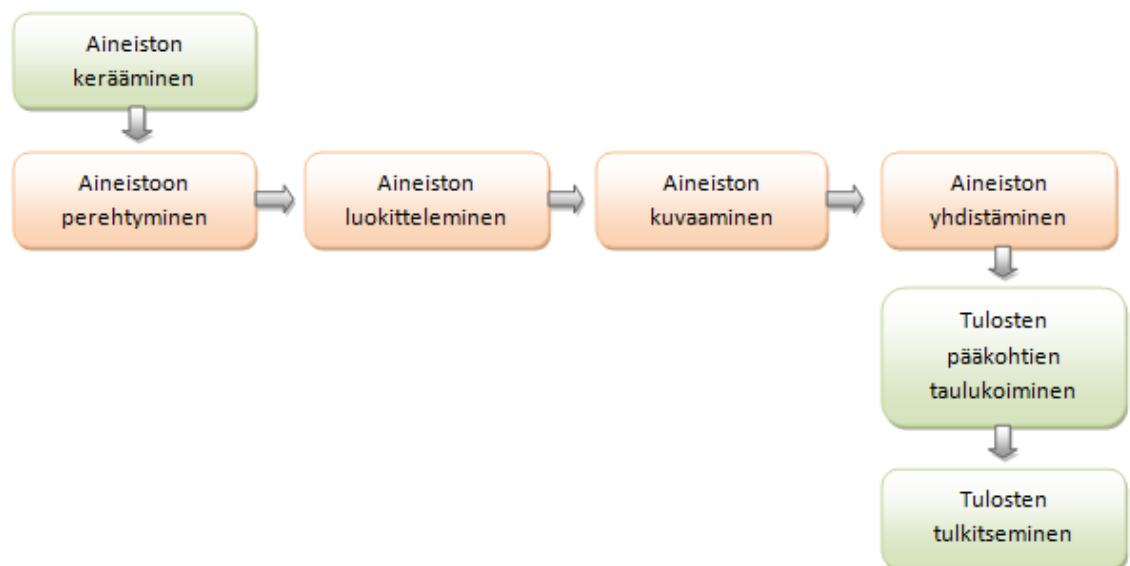 Aineiston
kerääminen
Aineistoon
perehtyminen
Aineiston
luokitteleminen
Aineiston
kuvaaminen
Aineiston
yhdistäminen
Tulosten
pääkohtien
taulukoiminen
Tulosten
tulkitseminen